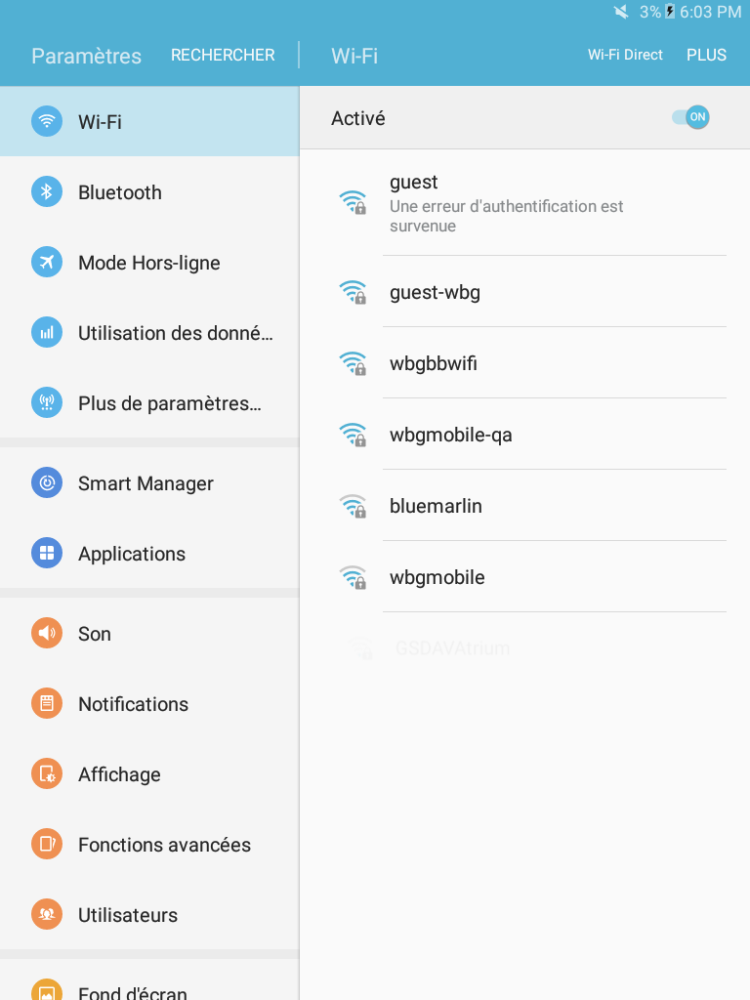 3% 6:03 PM
Paramètres RECHERCHER
Wi-Fi Wi-Fi Direct PLUS
Wi-Fi
Bluetooth
Mode Hors-ligne
Utilisation des donné...
Plus de paramètres...
Smart Manager
Applications
Son
Notifications
Affichage
Fonctions avancées
Utilisateurs
Fond d'écran
Activé ON
guest
Une erreur d'authentification est
survenue
guest-wbg
wbgbbwifi
wbgmobile-qa
bluemarlin
wbgmobile
GSDAVAtrium